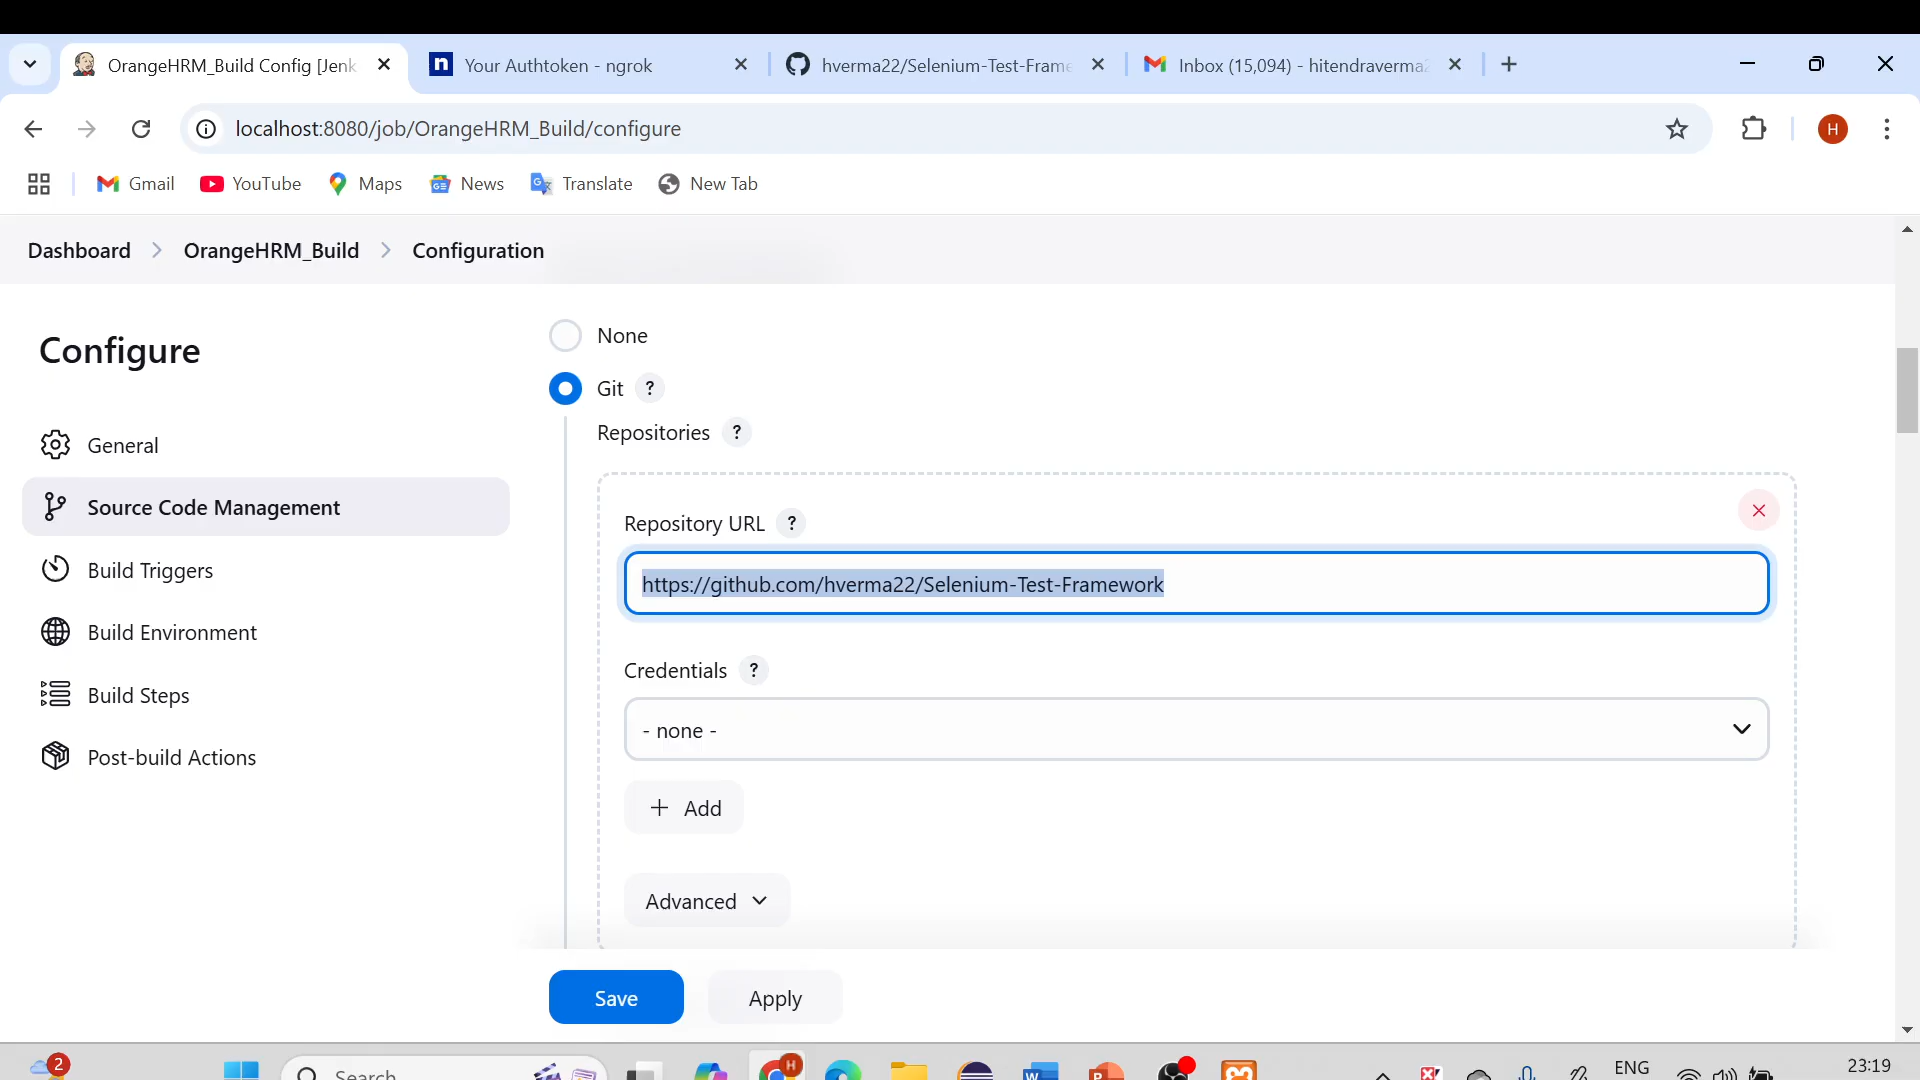 OrangeHRM_Build Config [Jenk
Your Authtoken - ngrok
hverma22/Selenium-Test-Frame
Inbox (15,094) - hitendraverma2
localhost:8080/job/OrangeHRM_Build/configure
H
Gmail
YouTube
Maps
News
Translate
New Tab
Dashboard
OrangeHRM_Build
Configuration
Configure
General
Source Code Management
Build Triggers
Build Environment
Build Steps
Post-build Actions
None
Git ?
Repositories ?
Repository URL ?
https://github.com/hverma22/Selenium-Test-Framework
Credentials ?
- none -
+ Add
Advanced
Save
Apply
2
Search
H
ENG
23:19